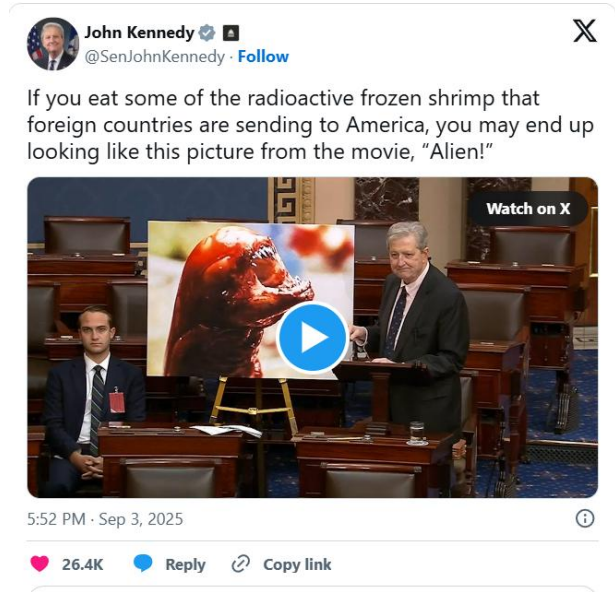 John Kennedy
@SenJohnKennedy · Follow
If you eat some of the radioactive frozen shrimp that
foreign countries are sending to America, you may end up
looking like this picture from the movie, “Alien!”
Watch on X
5:52 PM · Sep 3, 2025
26.4K Reply Copy link